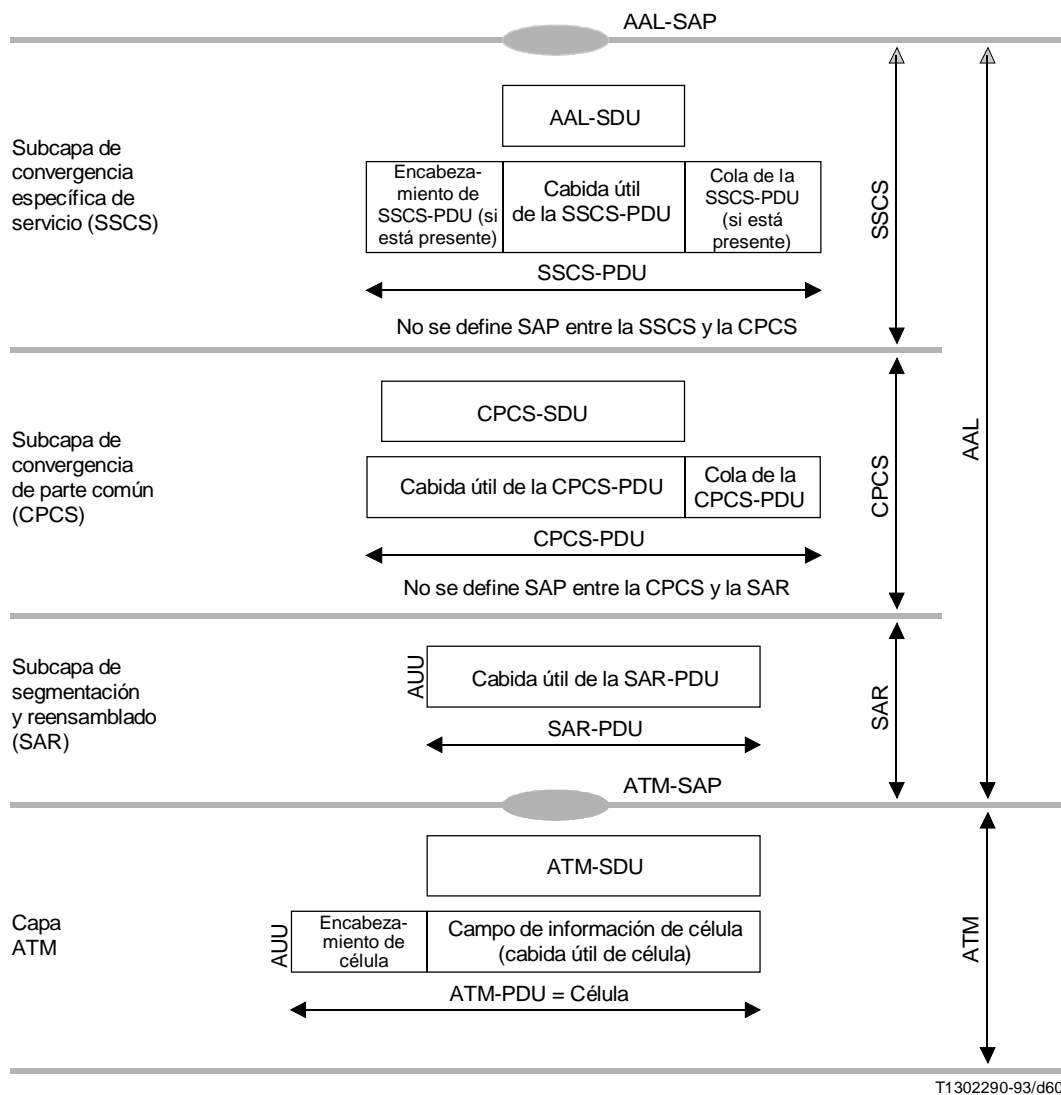 AAL-SAP
AAL-SDU
Subcapa de
convergencia
específica de
servicio (SSCS)
Encabeza-
miento de
SSCS-PDU (si
está presente)
Cabida útil
de la SSCS-PDU
Cola de la
SSCS-PDU
(si está
presente)
SSCS
SSCS-PDU
No se define SAP entre la SSCS y la CPCS
AAL
CPCS-SDU
Subcapa de
convergencia
de parte común
(CPCS)
Cabida útil de la CPCS-PDU
Cola de la
CPCS-PDU
CPCS
CPCS-PDU
No se define SAP entre la CPCS y la SAR
Subcapa de
segmentación
y reensamblado
(SAR)
AUU
Cabida útil de la SAR-PDU
SAR
SAR-PDU
ATM-SAP
ATM-SDU
Capa
ATM
AUU
Encabeza-
miento de
célula
Campo de información de célula
(cabida útil de célula)
ATM
ATM-PDU = Célula
T1302290-93/d60